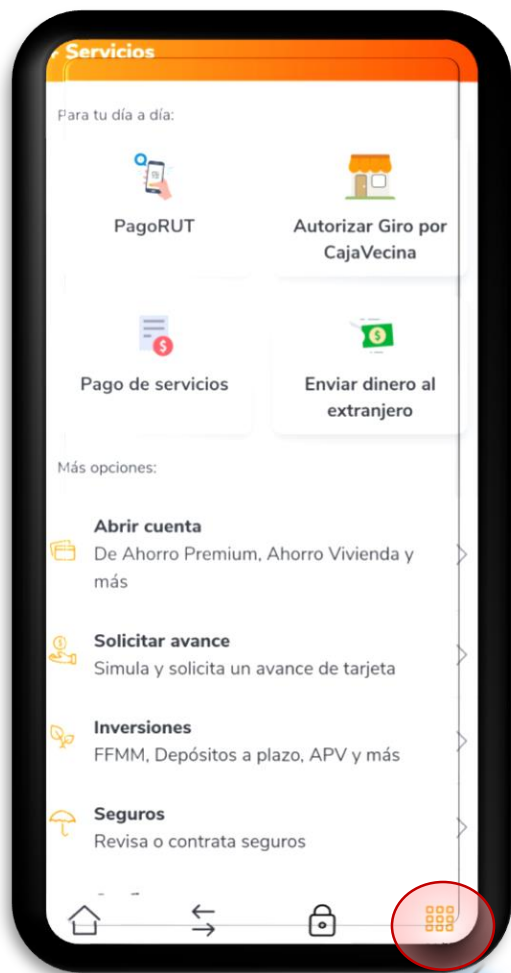 + Servicios
Para tu día a día:
PagoRUT
Autorizar Giro por
CajaVecina
Pago de servicios
Enviar dinero al
extranjero
Más opciones:
Abrir cuenta
De Ahorro Premium, Ahorro Vivienda y
más
Solicitar avance
Simula y solicita un avance de tarjeta
Inversiones
FFMM, Depósitos a plazo, APV y más
Seguros
Revisa o contrata seguros